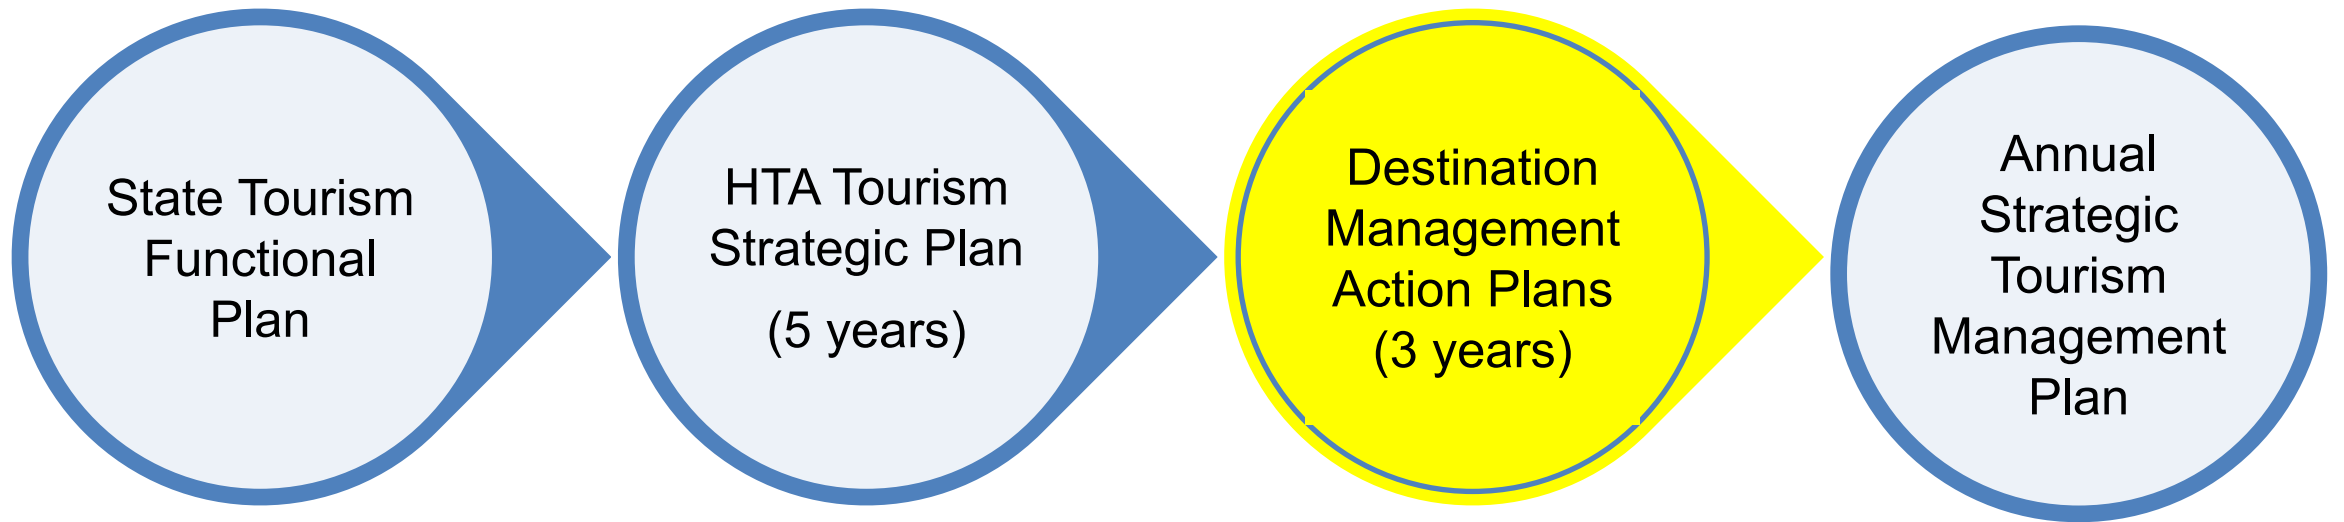 State Tourism
Functional
Plan
HTA Tourism
Strategic Plan
(5 years)
Destination
Management
Action Plans
(3 years)
Annual
Strategic
Tourism
Management
Plan